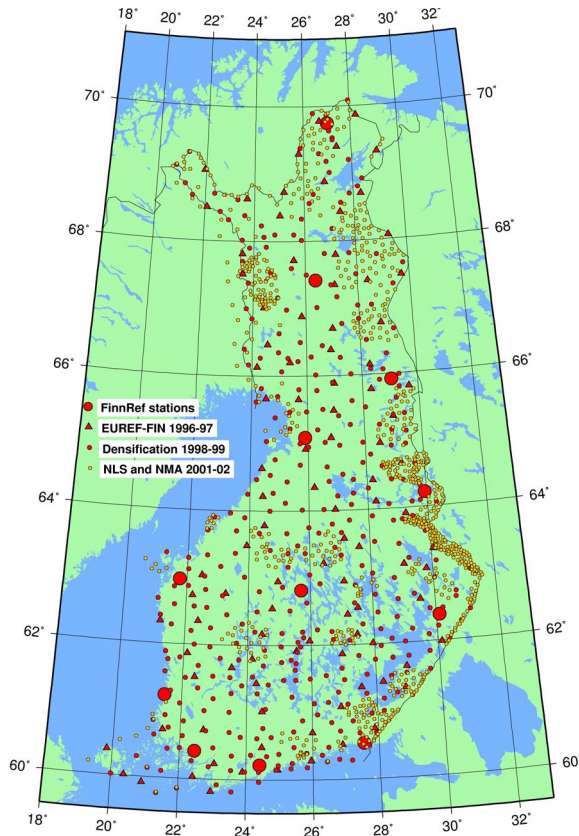 18° 20° 22° 24° 26° 28° 30° 32°
70° 70°
68° 68°
66° 66°
FinnRef stations
EUREF-FIN 1996-97
Densification 1998-99
NLS and NMA 2001-02
64° 64°
62° 62°
60° 60°
18° 20° 22° 24° 26° 28° 30° 32°